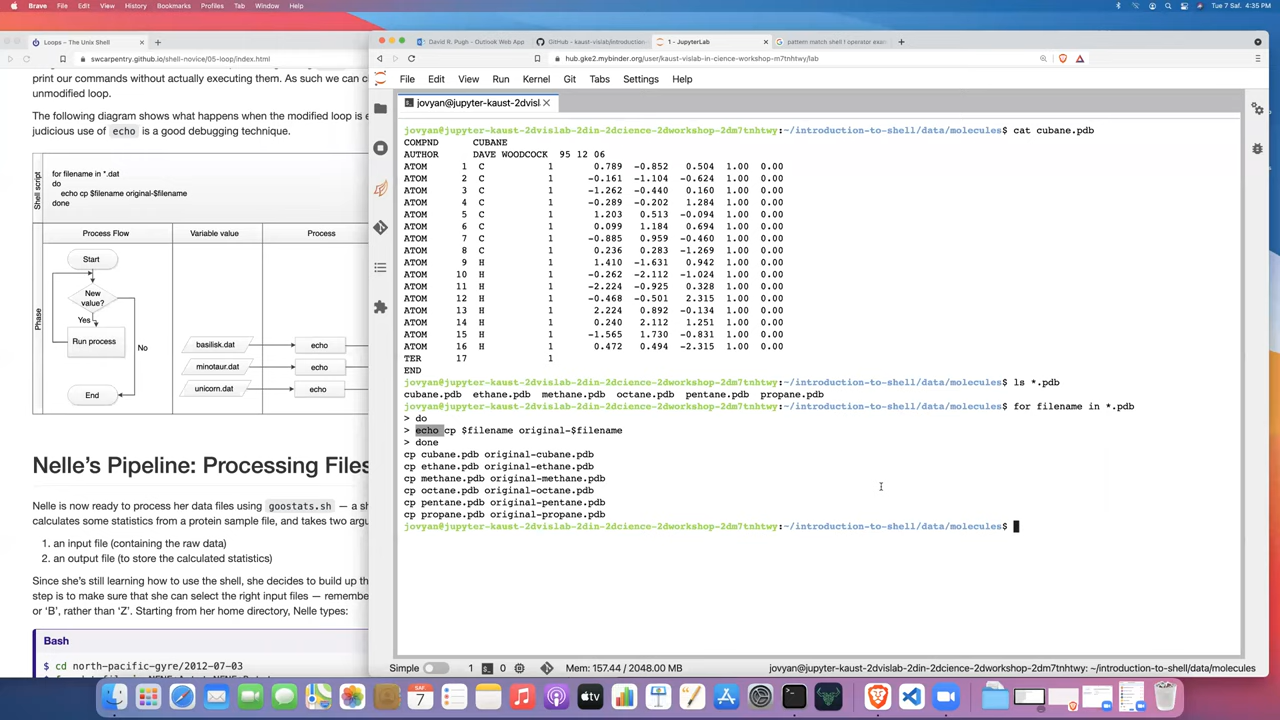 Brave File Edit View History Bookmarks Profiles Tab Window Help
Tue 7 Saf. 4:35 PM
Loops – The Unix Shell
swcarpentry.github.io/shell-novice/05-loop/index.html
print our commands without actually executing them. As such we can c
unmodified loop.
The following diagram shows what happens when the modified loop is e
judicious use of echo is a good debugging technique.
Shell script
for filename in *.dat
do
echo cp $filename original-$filename
done
Phase
Process Flow Variable value Process
Start
New value?
Yes
Run process
No
End
basilisk.dat echo
minotaur.dat echo
unicorn.dat echo
Nelle's Pipeline: Processing Files
Nelle is now ready to process her data files using goostats.sh — a sh
calculates some statistics from a protein sample file, and takes two argu
1. an input file (containing the raw data)
2. an output file (to store the calculated statistics)
Since she's still learning how to use the shell, she decides to build up th
step is to make sure that she can select the right input files — remembe
or 'B', rather than 'Z'. Starting from her home directory, Nelle types:
Bash
$ cd north-pacific-gyre/2012-07-03
David R. Pugh - Outlook Web App
GitHub - kaust-vislab/introduction
1 - JupyterLab
pattern match shell ! operator exa
hub.gke2.mybinder.org/user/kaust-vislab-in-cience-workshop-m7tnhtwy/lab
File Edit View Run Kernel Git Tabs Settings Help
jovyan@jupyter-kaust-2dvisl
jovyan@jupyter-kaust-2dvislab-2din-2dcience-2dworkshop-2dm7tnhtwy:~/introduction-to-shell/data/molecules$ cat cubane.pdb
COMPND CUBANE
AUTHOR DAVE WOODCOCK 95 12 06
ATOM 1 C 1 0.789 -0.852 0.504 1.00 0.00
ATOM 2 C 1 -0.161 -1.104 -0.624 1.00 0.00
ATOM 3 C 1 -1.262 -0.440 0.160 1.00 0.00
ATOM 4 C 1 -0.289 -0.202 1.284 1.00 0.00
ATOM 5 C 1 1.203 0.513 -0.094 1.00 0.00
ATOM 6 C 1 0.099 1.184 0.694 1.00 0.00
ATOM 7 C 1 -0.885 0.959 -0.460 1.00 0.00
ATOM 8 C 1 0.236 0.283 -1.269 1.00 0.00
ATOM 9 H 1 1.410 -1.631 0.942 1.00 0.00
ATOM 10 H 1 -0.262 -2.112 -1.024 1.00 0.00
ATOM 11 H 1 -2.224 -0.925 0.328 1.00 0.00
ATOM 12 H 1 -0.468 -0.501 2.315 1.00 0.00
ATOM 13 H 1 2.224 0.892 -0.134 1.00 0.00
ATOM 14 H 1 0.240 2.112 1.251 1.00 0.00
ATOM 15 H 1 -1.565 1.730 -0.831 1.00 0.00
ATOM 16 H 1 0.472 0.494 -2.315 1.00 0.00
TER 17 1
END
jovyan@jupyter-kaust-2dvislab-2din-2dcience-2dworkshop-2dm7tnhtwy:~/introduction-to-shell/data/molecules$ ls *.pdb
cubane.pdb ethane.pdb methane.pdb octane.pdb pentane.pdb propane.pdb
jovyan@jupyter-kaust-2dvislab-2din-2dcience-2dworkshop-2dm7tnhtwy:~/introduction-to-shell/data/molecules$ for filename in *.pdb
> do
> echo cp $filename original-$filename
> done
cp cubane.pdb original-cubane.pdb
cp ethane.pdb original-ethane.pdb
cp methane.pdb original-methane.pdb
cp octane.pdb original-octane.pdb
cp pentane.pdb original-pentane.pdb
cp propane.pdb original-propane.pdb
jovyan@jupyter-kaust-2dvislab-2din-2dcience-2dworkshop-2dm7tnhtwy:~/introduction-to-shell/data/molecules$
Simple 1 0 Mem: 157.44 / 2048.00 MB
jovyan@jupyter-kaust-2dvislab-2din-2dcience-2dworkshop-2dm7tnhtwy: ~/introduction-to-shell/data/molecules